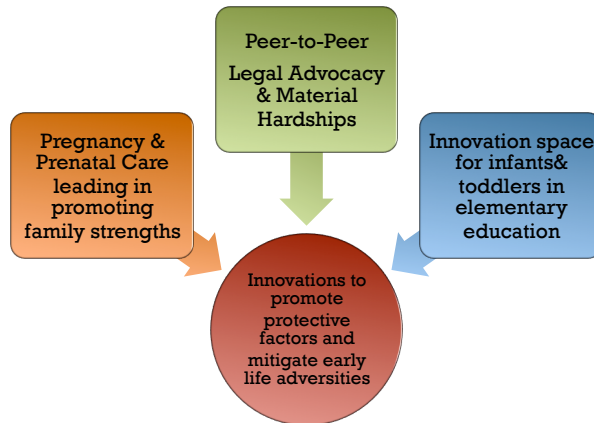 Peer-to-Peer
Legal Advocacy
& Material
Hardships
Pregnancy &
Prenatal Care
leading in
promoting
family strengths
Innovation space
for infants&
toddlers in
elementary
education
Innovations to
promote
protective
factors and
mitigate early
life adversities